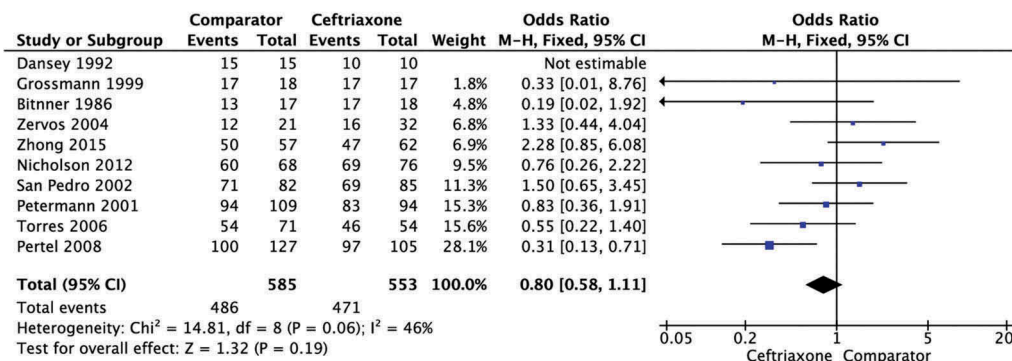 Comparator Ceftriaxone Odds Ratio Odds Ratio
Study or Subgroup Events Total Events Total Weight M-H, Fixed, 95% CI M-H, Fixed, 95% CI
Dansey 1992 15 15 10 10 Not estimable
Grossmann 1999 17 18 17 17 1.8% 0.33 [0.01, 8.76]
Bitnner 1986 13 17 17 18 4.8% 0.19 [0.02, 1.92]
Zervos 2004 12 21 16 32 6.8% 1.33 [0.44, 4.04]
Zhong 2015 50 57 47 62 6.9% 2.28 [0.85, 6.08]
Nicholson 2012 60 68 69 76 9.5% 0.76 [0.26, 2.22]
San Pedro 2002 71 82 69 85 11.3% 1.50 [0.65, 3.45]
Petermann 2001 94 109 83 94 15.3% 0.83 [0.36, 1.91]
Torres 2006 54 71 46 54 15.6% 0.55 [0.22, 1.40]
Pertel 2008 100 127 97 105 28.1% 0.31 [0.13, 0.71]
Total (95% CI) 585 553 100.0% 0.80 [0.58, 1.11]
Total events 486 471
Heterogeneity: Chi² = 14.81, df = 8 (P = 0.06); I² = 46%
Test for overall effect: Z = 1.32 (P = 0.19)
0.05 0.2 1 5 20
Ceftriaxone Comparator